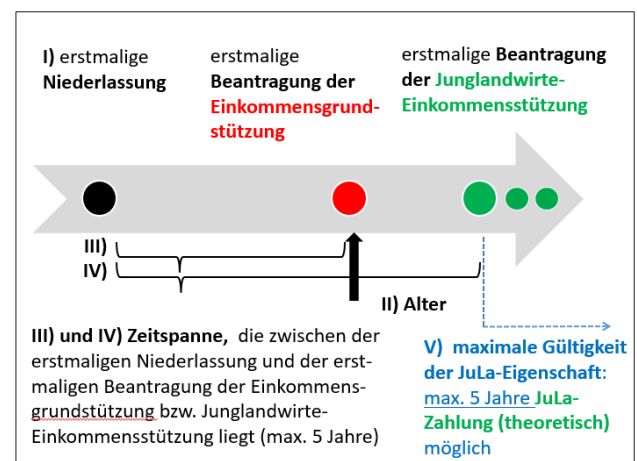 I) erstmalige
Niederlassung
erstmalige
Beantragung der
Einkommensgrund-
stützung
erstmalige Beantragung
der Junglandwirte-
Einkommensstützung
III)
IV)
II) Alter
III) und IV) Zeitspanne, die zwischen der
erstmaligen Niederlassung und der erst-
maligen Beantragung der Einkommens-
grundstützung bzw. Junglandwirte-
Einkommensstützung liegt (max. 5 Jahre)
V) maximale Gültigkeit
der JuLa-Eigenschaft:
max. 5 Jahre JuLa-
Zahlung (theoretisch)
möglich